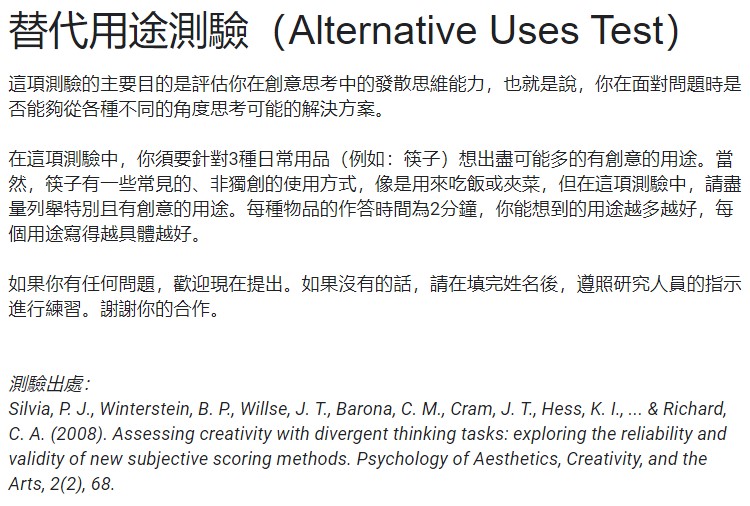 替代用途測驗（Alternative Uses Test）
這項測驗的主要目的是評估你在創意思考中的發散思維能力，也就是說，你在面對問題時是
否能夠從各種不同的角度思考可能的解決方案。
在這項測驗中，你須要針對3種日常用品（例如：筷子）想出盡可能多的有創意的用途。當
然，筷子有一些常見的、非獨創的使用方式，像是用來吃飯或夾菜，但在這項測驗中，請盡
量列舉特別且有創意的用途。每種物品的作答時間為2分鐘，你能想到的用途越多越好，每
個用途寫得越具體越好。
如果你有任何問題，歡迎現在提出。如果沒有的話，請在填完姓名後，遵照研究人員的指示
進行練習。謝謝你的合作。
測驗出處：
Silvia, P. J., Winterstein, B. P., Willse, J. T., Barona, C. M., Cram, J. T., Hess, K. I., ... & Richard,
C. A. (2008). Assessing creativity with divergent thinking tasks: exploring the reliability and
validity of new subjective scoring methods. Psychology of Aesthetics, Creativity, and the
Arts, 2(2), 68.